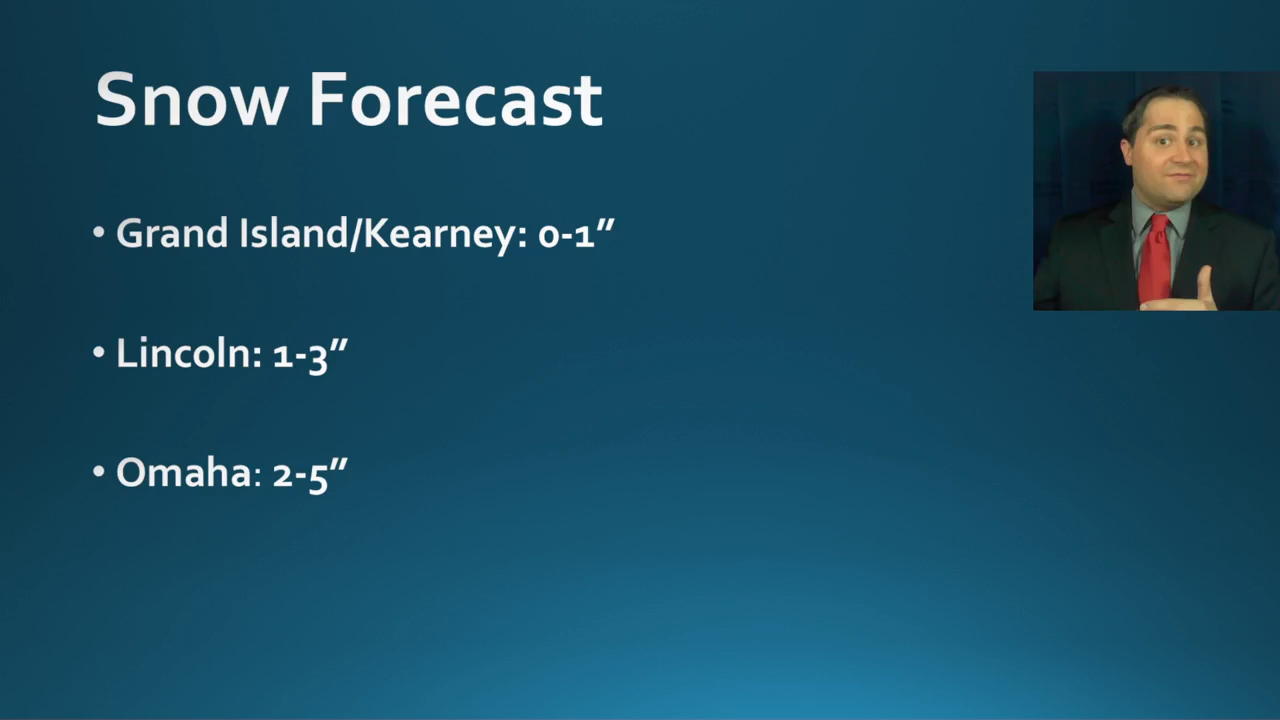 Snow Forecast
• Grand Island/Kearney: 0-1”
• Lincoln: 1-3”
• Omaha: 2-5”